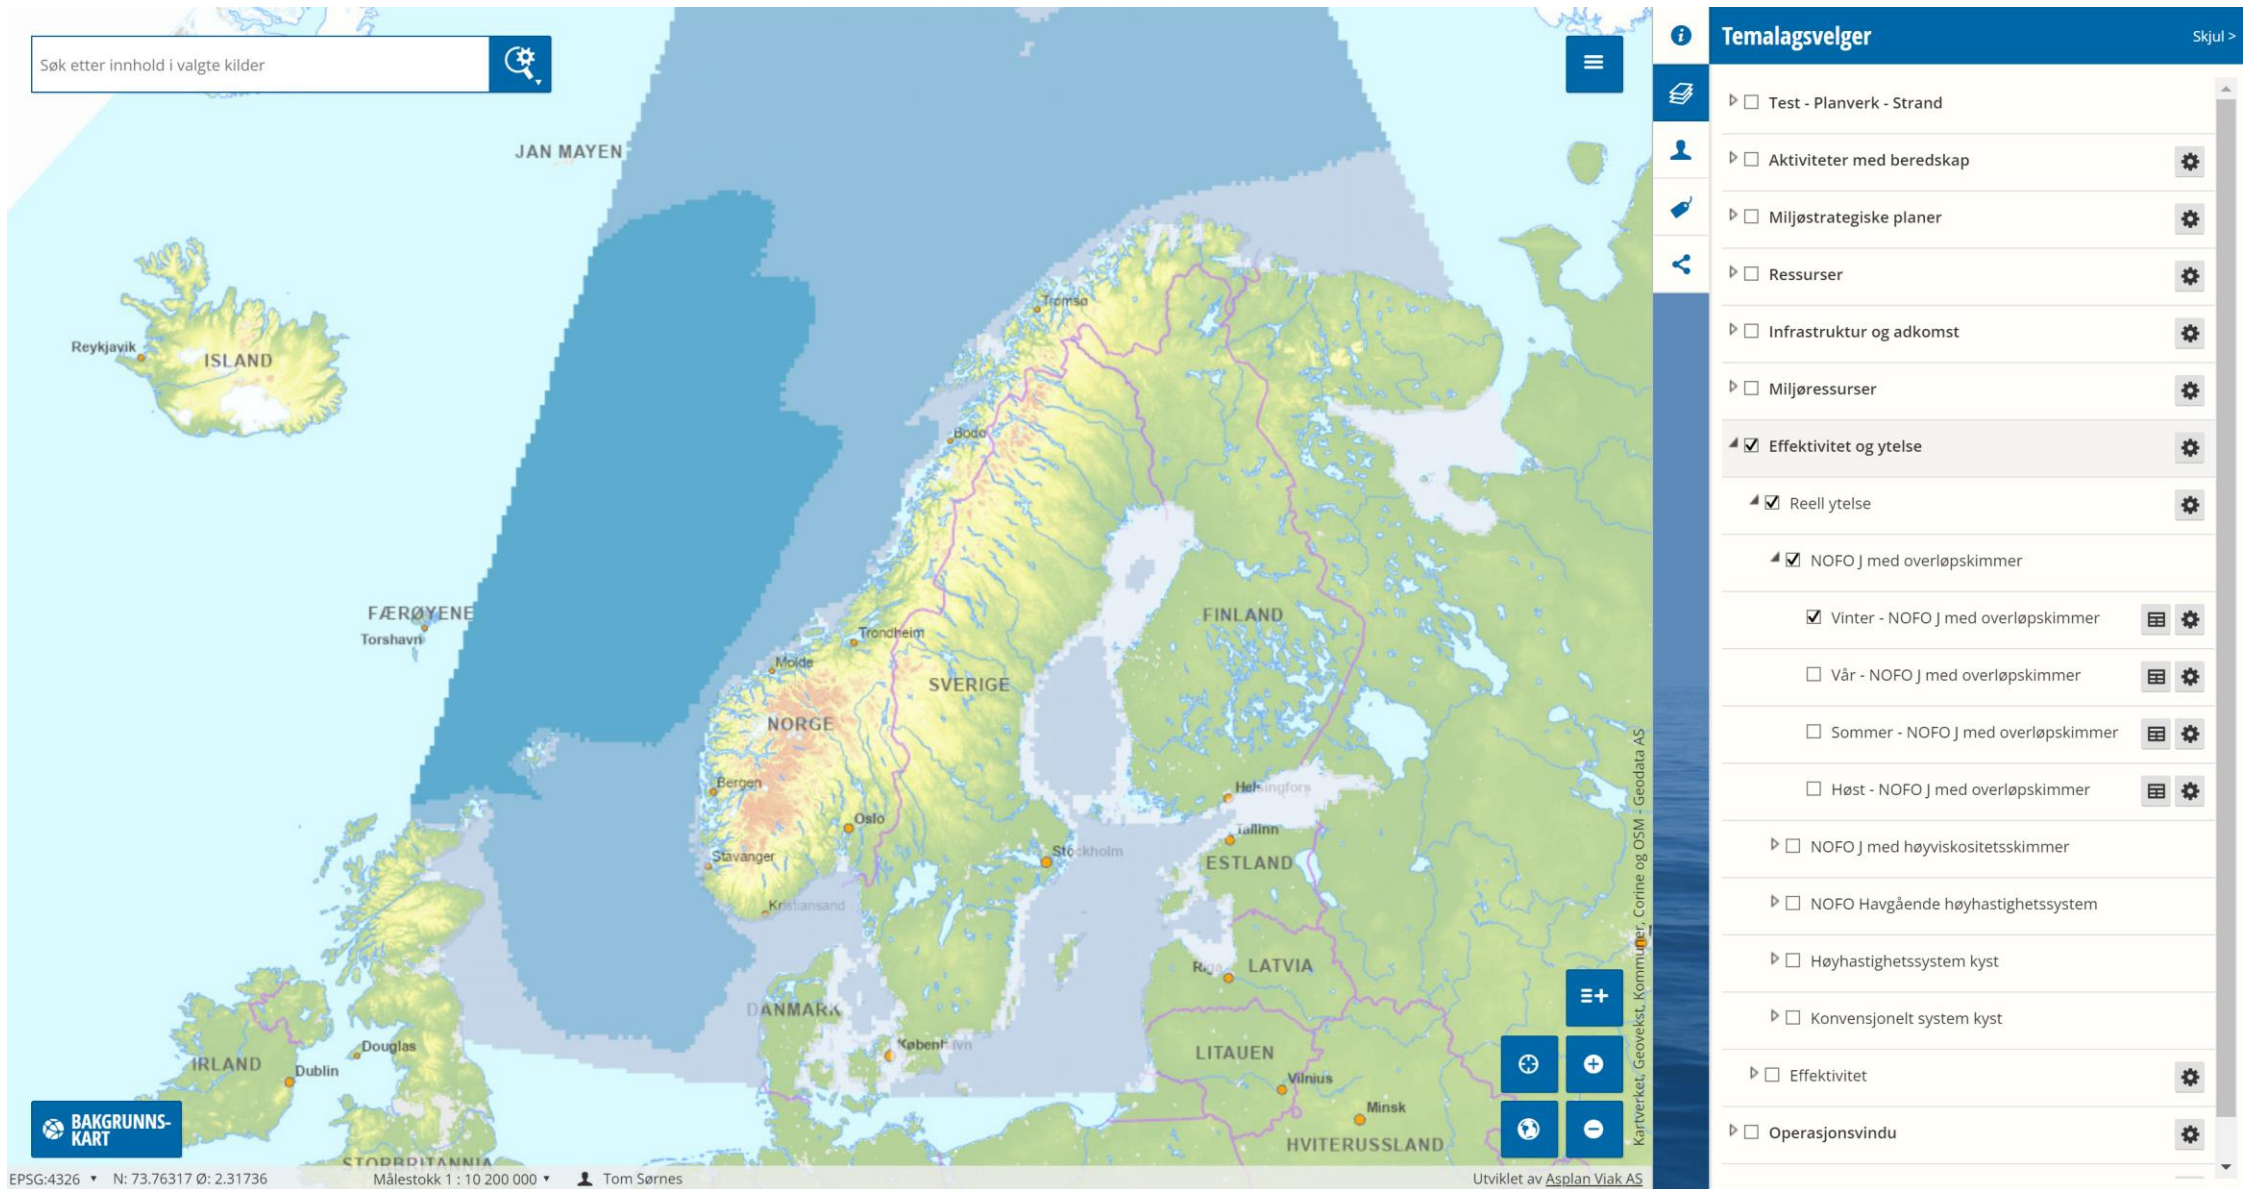 Søk etter innhold i valgte kilder
JAN MAYEN
Tromsø
Reykjavik
ISLAND
Bodø
FÆRØYENE
Torshavn
FINLAND
Trondheim
Molde
SVERIGE
NORGE
Bergen
Helsingfors
Oslo
Tallinn
Stockholm
Stavanger
ESTLAND
Kristiansand
Riga
LATVIA
DANMARK
København
Douglas
LITAUEN
IRLAND
Dublin
Vilnius
Minsk
HVITERUSSLAND
STORBRITANNIA
BAKGRUNNS-
KART
Kartverket, Geovekst, Kommuner, Corine og OSM - Geodata AS
EPSG:4326 N: 73.76317 Ø: 2.31736 Målestokk 1 : 10 200 000 Tom Sørnes Utviklet av Asplan Viak AS
Temalagsvelger Skjul >
Test - Planverk - Strand
Aktiviteter med beredskap
Miljøstrategiske planer
Ressurser
Infrastruktur og adkomst
Miljøressurser
Effektivitet og ytelse
Reell ytelse
NOFO J med overløpskimmer
Vinter - NOFO J med overløpskimmer
Vår - NOFO J med overløpskimmer
Sommer - NOFO J med overløpskimmer
Høst - NOFO J med overløpskimmer
NOFO J med høyviskositetsskimmer
NOFO Havgående høyhastighetssystem
Høyhastighetssystem kyst
Konvensjonelt system kyst
Effektivitet
Operasjonsvindu